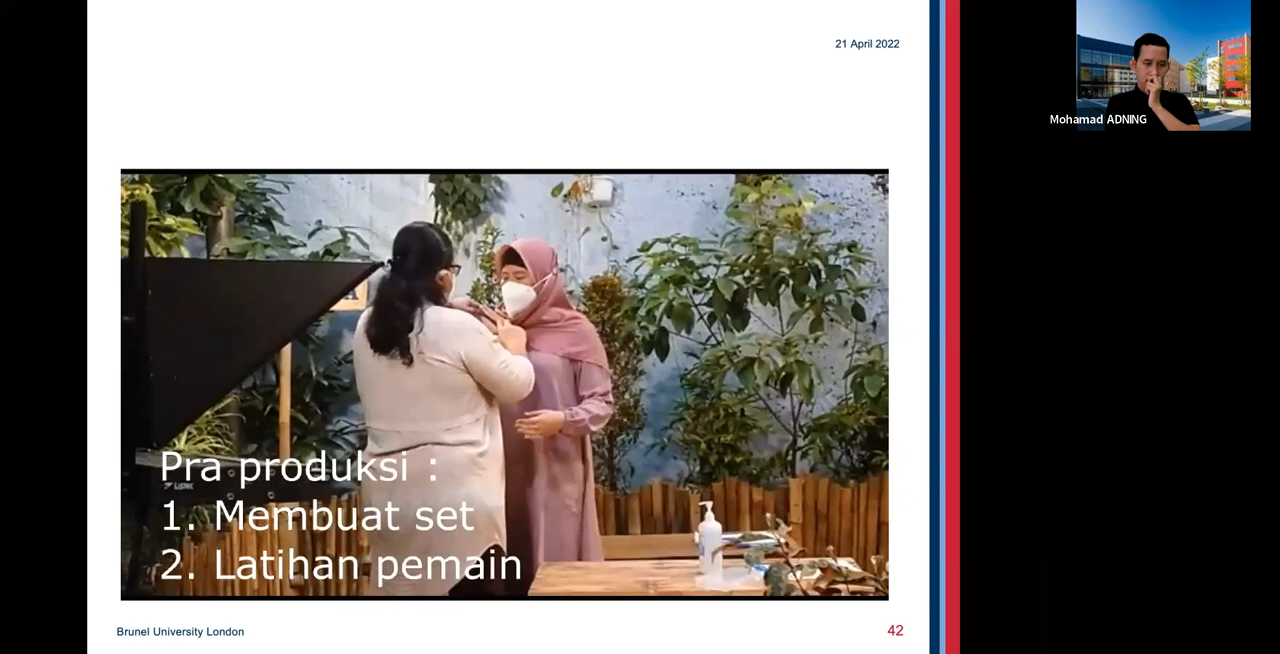 21 April 2022
Mohamad ADNING
Pra produksi :
1. Membuat set
2. Latihan pemain
Brunel University London
42